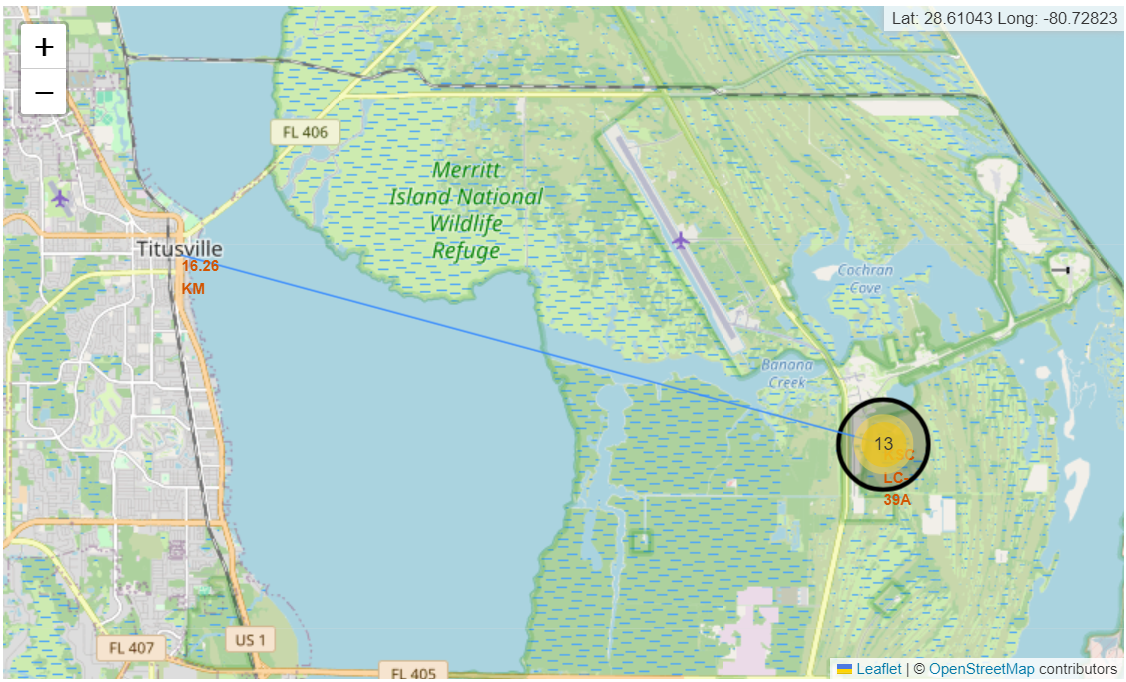 +
−
Lat: 28.61043 Long: -80.72823
FL 406
Merritt
Island National
Wildlife
Refuge
Titusville
16.26
KM
Cochran
Cove
Banana
Creek
13
KSC
LC-
39A
FL 407
US 1
FL 405
Leaflet | © OpenStreetMap contributors